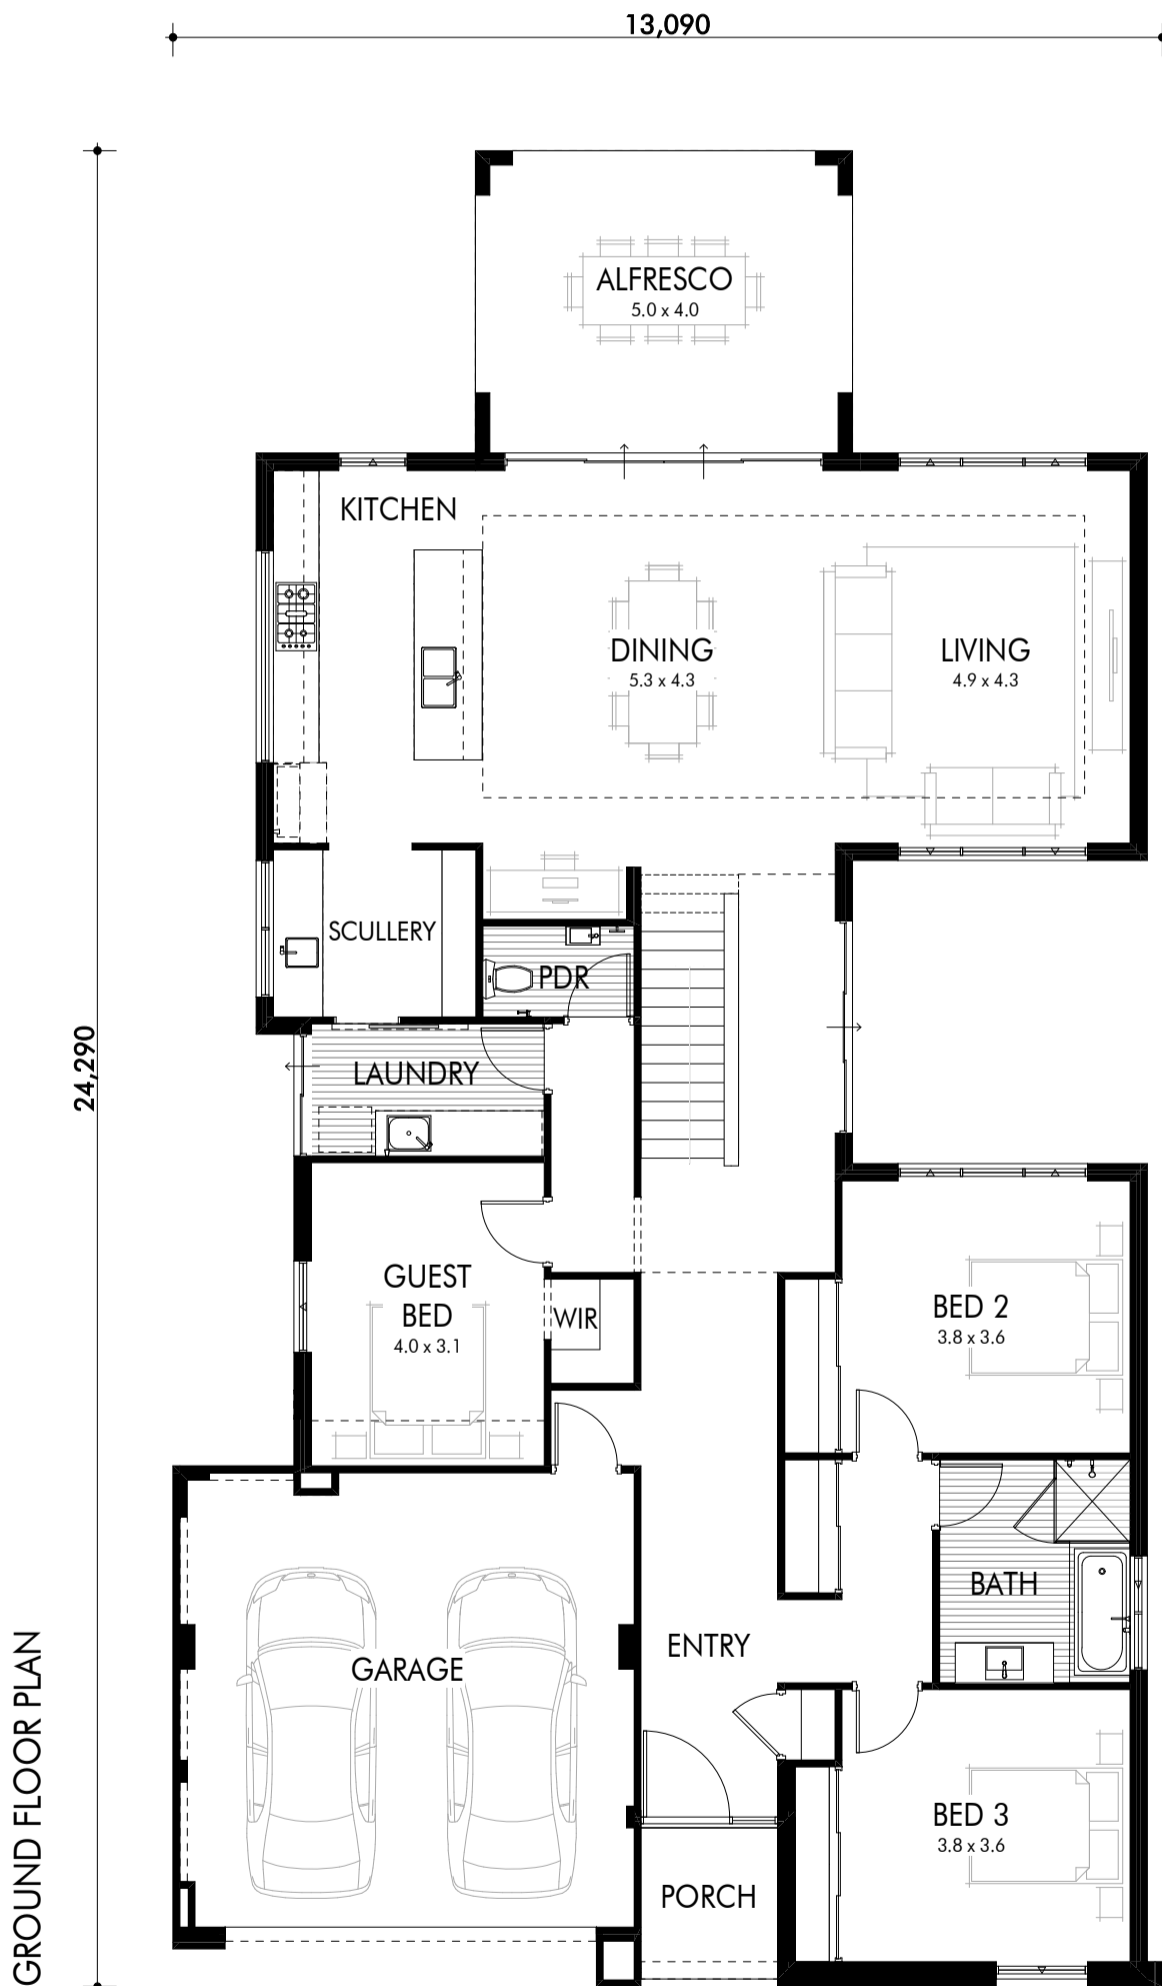 13,090
ALFRESCO
5.0 x 4.0
KITCHEN
DINING
5.3 x 4.3
LIVING
4.9 x 4.3
SCULLERY
PDR
24,290
LAUNDRY
GUEST
BED
4.0 x 3.1
WIR
BED 2
3.8 x 3.6
BATH
ENTRY
GARAGE
BED 3
3.8 x 3.6
PORCH
GROUND FLOOR PLAN